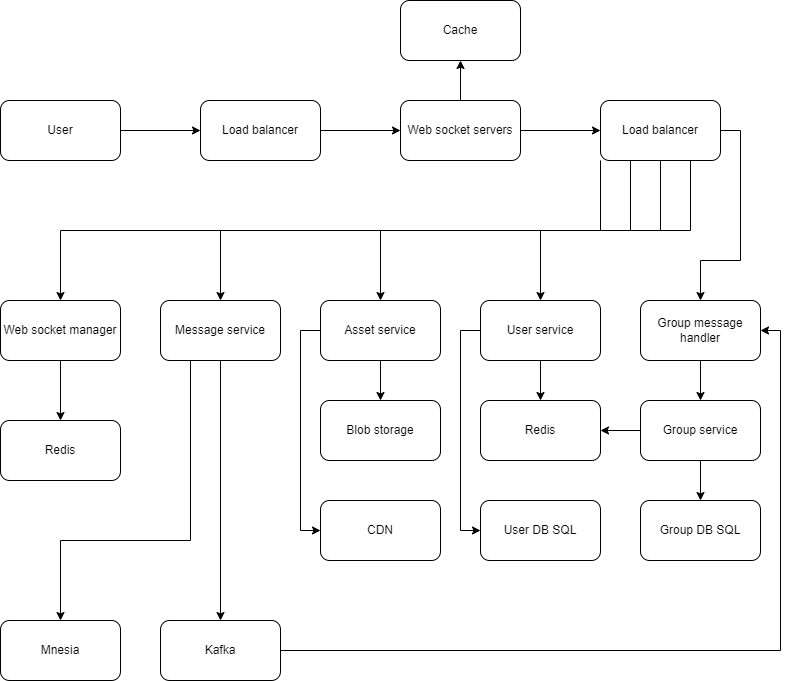 Cache
User
Load balancer
Web socket servers
Load balancer
Web socket manager
Message service
Asset service
User service
Group message
handler
Redis
Blob storage
Redis
Group service
CDN
User DB SQL
Group DB SQL
Mnesia
Kafka